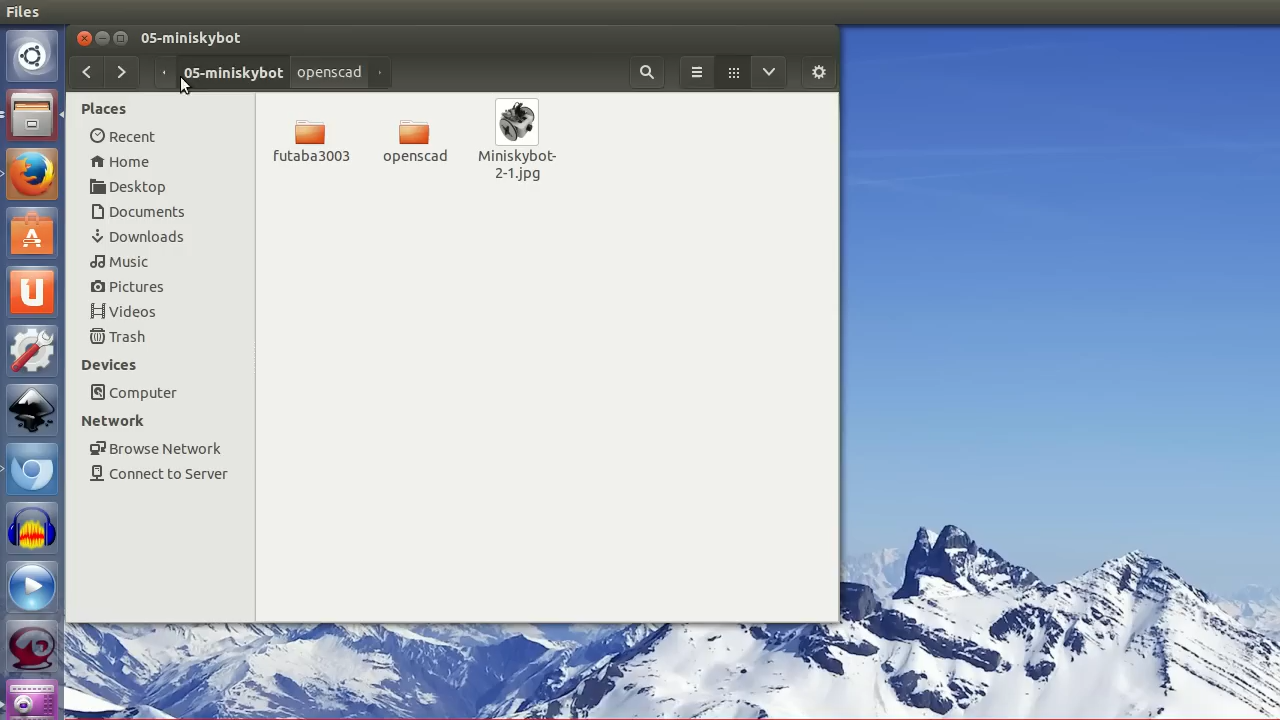 Files
05-miniskybot
05-miniskybot openscad
Places
Recent
Home
Desktop
Documents
Downloads
Music
Pictures
Videos
Trash
Devices
Computer
Network
Browse Network
Connect to Server
futaba3003
openscad
Miniskybot-
2-1.jpg